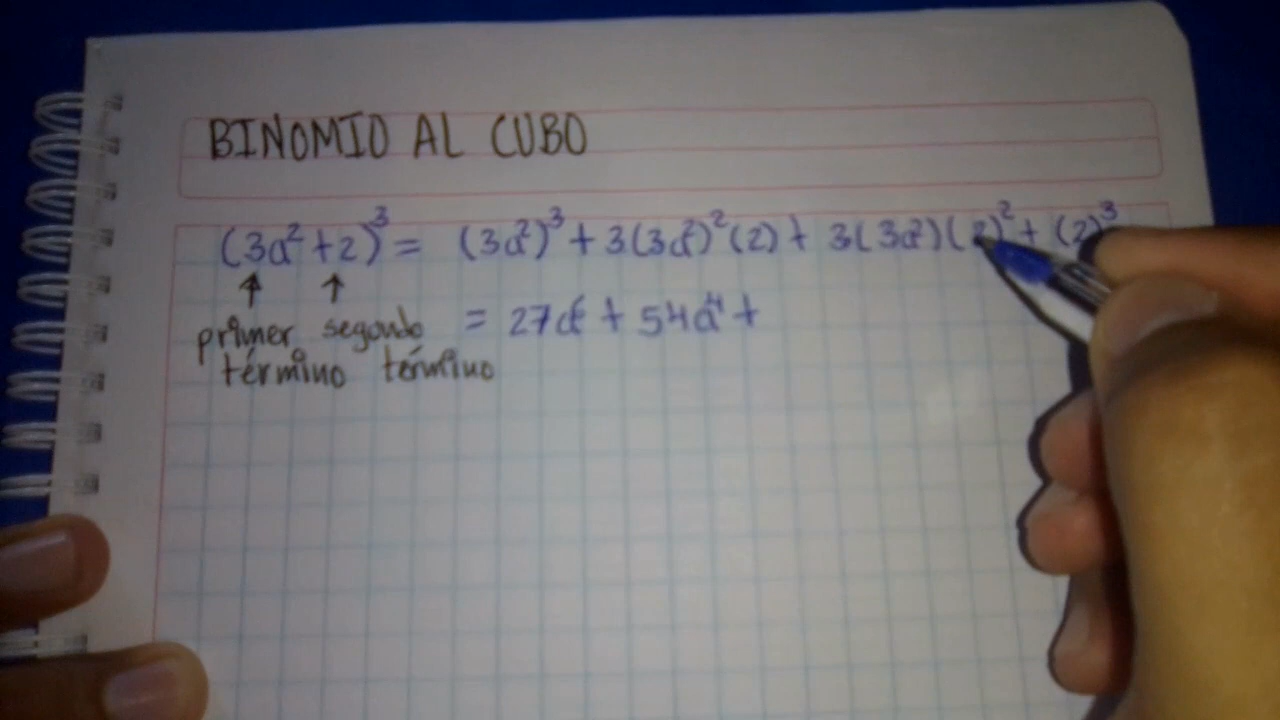 BINOMIO AL CUBO
(3a²+2)³ = (3a²)³ + 3(3a²)²(2) + 3(3a²)(2)² + (2)³
↑ ↑
primer segundo
término término
= 27a⁶ + 54a⁴ +